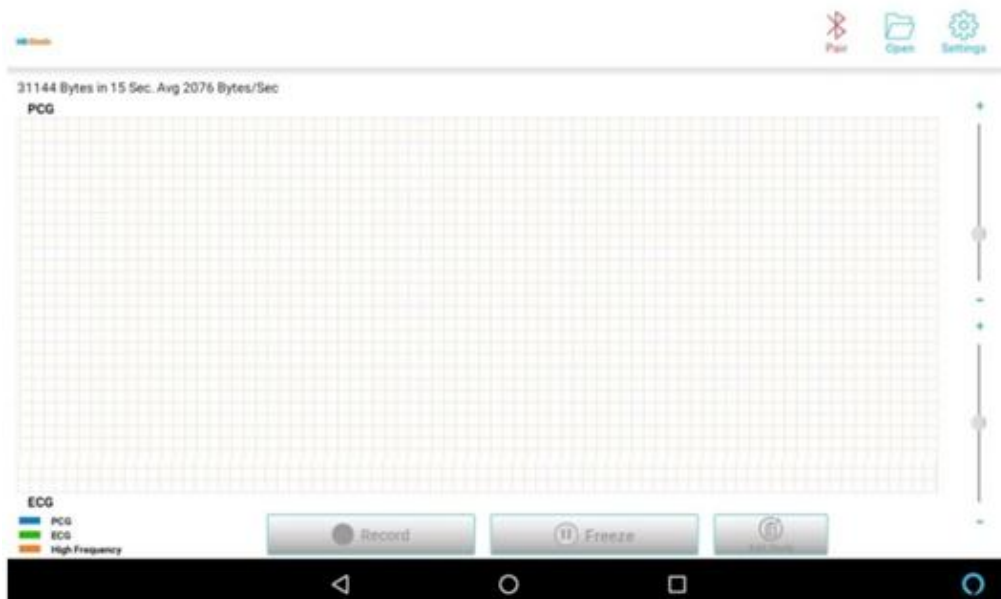 Pair
Open
Settings
31144 Bytes in 15 Sec. Avg 2076 Bytes/Sec
PCG
+
-
+
ECG
PCG
ECG
High Frequency
Record
Freeze
-